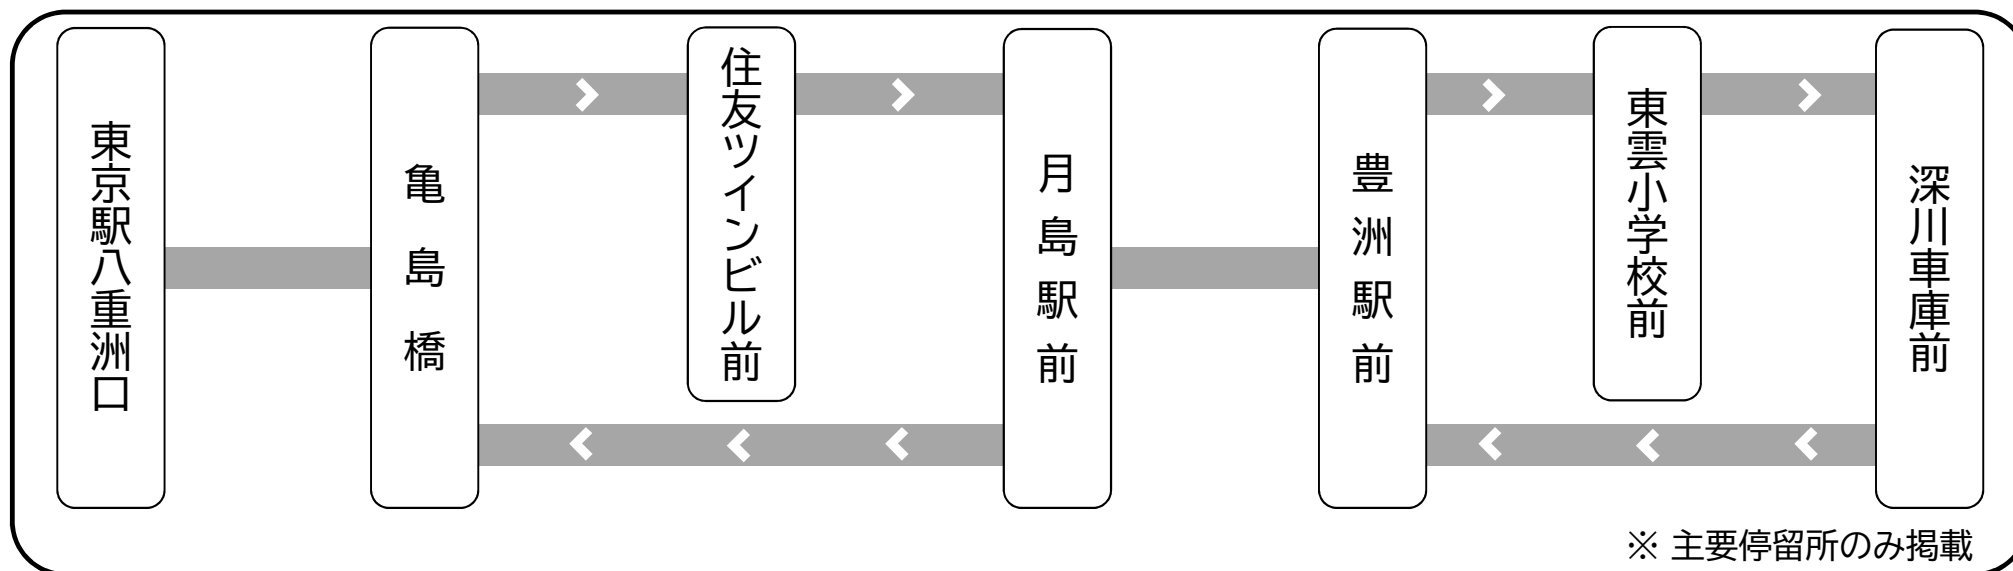 東京駅八重洲口
亀島橋
住友ツインビル前
月島駅前
豊洲駅前
東雲小学校前
深川車庫前
※ 主要停留所のみ掲載